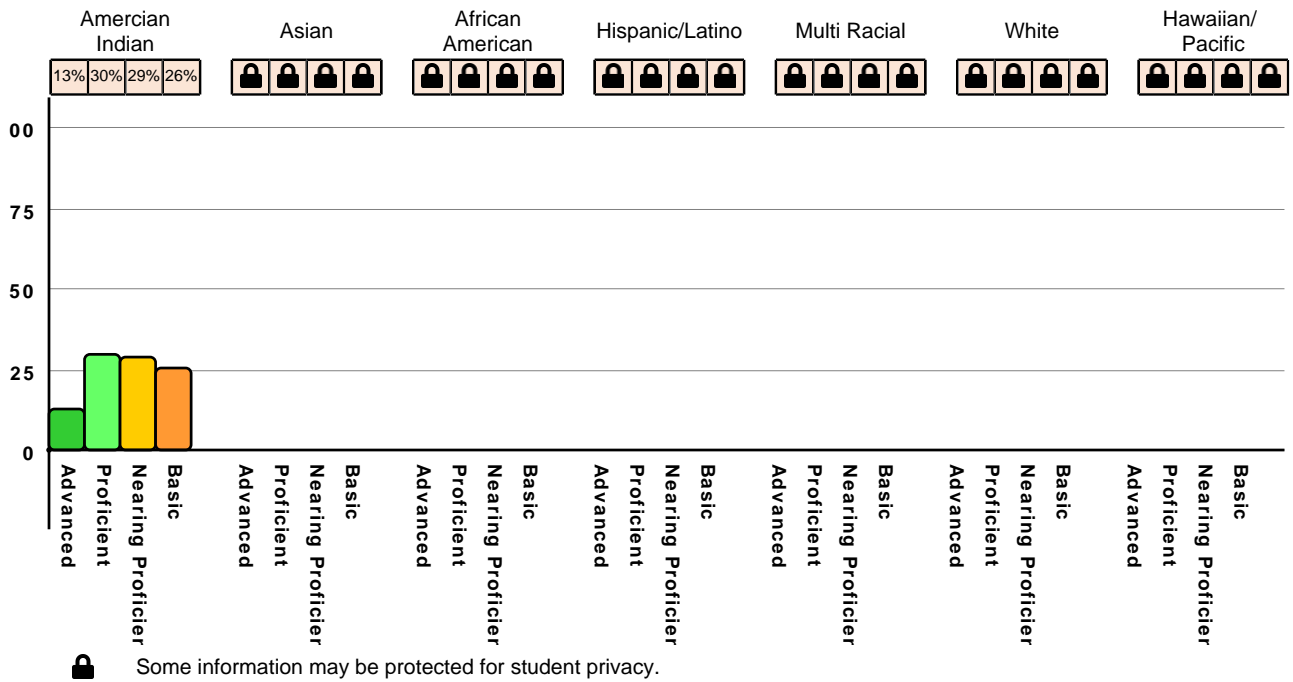 Amercian
Indian
Asian
African
American
Hispanic/Latino
Multi Racial
White
Hawaiian/
Pacific
13% 30% 29% 26%
00
75
50
25
0
Advanced
Proficient
Nearing Proficier
Basic
Advanced
Proficient
Nearing Proficier
Basic
Advanced
Proficient
Nearing Proficier
Basic
Advanced
Proficient
Nearing Proficier
Basic
Advanced
Proficient
Nearing Proficier
Basic
Advanced
Proficient
Nearing Proficier
Basic
Advanced
Proficient
Nearing Proficier
Basic
Some information may be protected for student privacy.